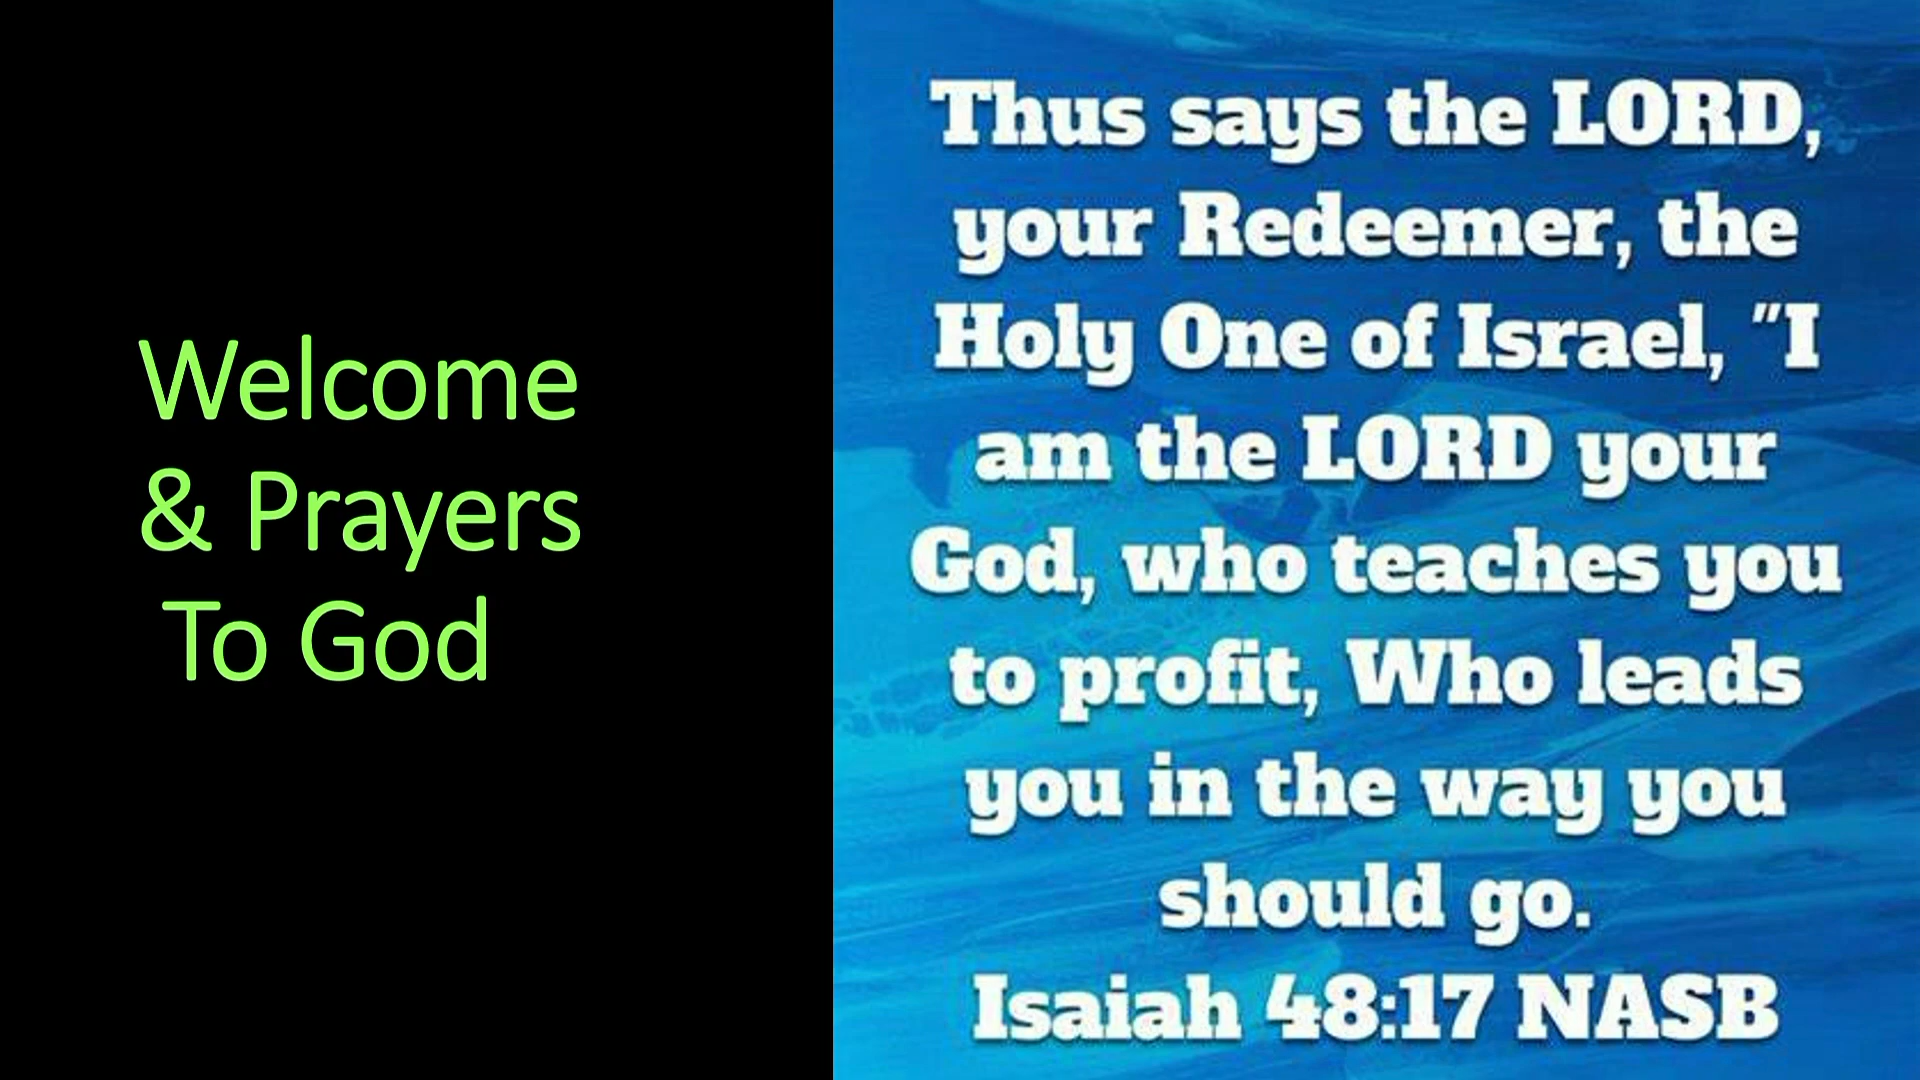 Welcome
& Prayers
To God
Thus says the LORD,
your Redeemer, the
Holy One of Israel, "I
am the LORD your
God, who teaches you
to profit, Who leads
you in the way you
should go.
Isaiah 48:17 NASB